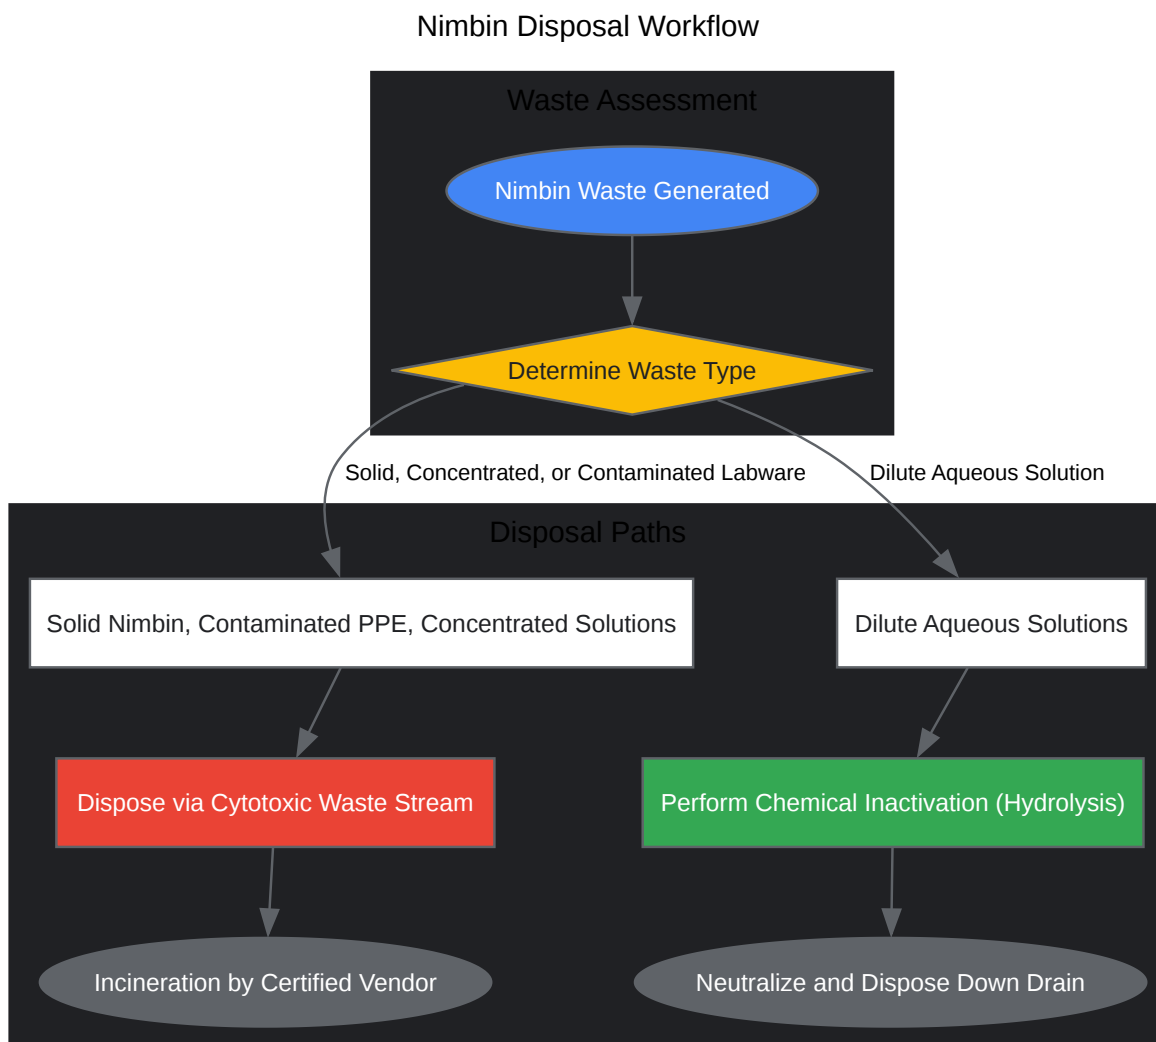 Nimbin Disposal Workflow
Waste Assessment
Nimbin Waste Generated
Determine Waste Type
Solid, Concentrated, or Contaminated Labware
Dilute Aqueous Solution
Disposal Paths
Solid Nimbin, Contaminated PPE, Concentrated Solutions
Dilute Aqueous Solutions
Dispose via Cytotoxic Waste Stream
Perform Chemical Inactivation (Hydrolysis)
Incineration by Certified Vendor
Neutralize and Dispose Down Drain